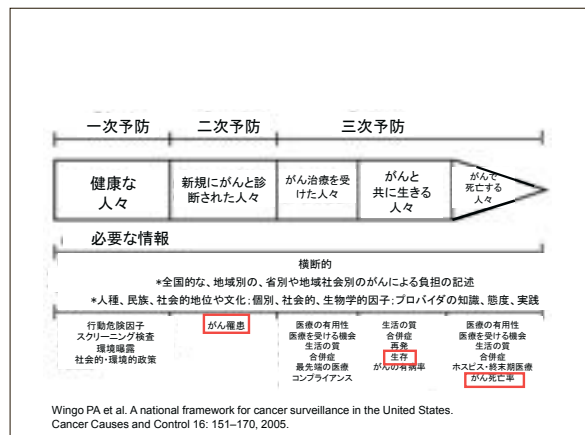 一次予防 二次予防 三次予防
健康な
人々
新規にがんと診
断された人々
がん治療を受
けた人々
がんと
共に生きる
人々
がんで
死亡する
人々
必要な情報
横断的
*全国的な、地域別の、省別や地域社会別のがんによる負担の記述
*人種、民族、社会的地位や文化；個別、社会的、生物学的因子；プロバイダの知識、態度、実践
行動危険因子
スクリーニング検査
環境曝露
社会的・環境的政策
がん罹患
医療の有用性
医療を受ける機会
生活の質
合併症
最先端の医療
コンプライアンス
生活の質
合併症
再発
生存
がんの有病率
医療の有用性
医療を受ける機会
生活の質
合併症
ホスピス・終末期医療
がん死亡率
Wingo PA et al. A national framework for cancer surveillance in the United States.
Cancer Causes and Control 16: 151–170, 2005.